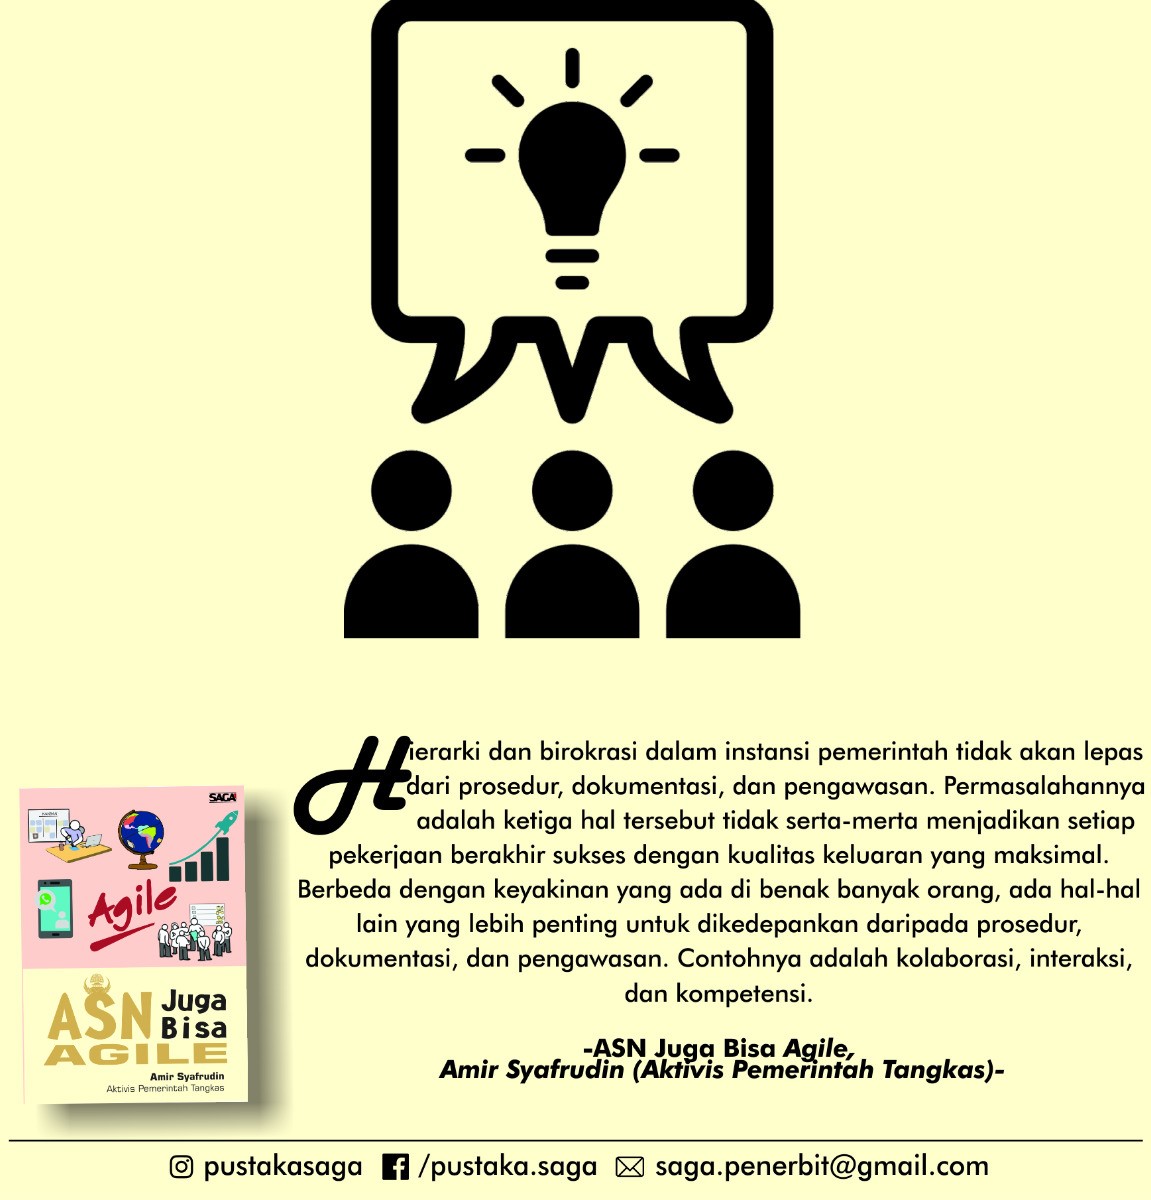 Hierarki dan birokrasi dalam instansi pemerintah tidak akan lepas
dari prosedur, dokumentasi, dan pengawasan. Permasalahannya
adalah ketiga hal tersebut tidak serta-merta menjadikan setiap
pekerjaan berakhir sukses dengan kualitas keluaran yang maksimal.
Berbeda dengan keyakinan yang ada di benak banyak orang, ada hal-hal
lain yang lebih penting untuk dikedepankan daripada prosedur,
dokumentasi, dan pengawasan. Contohnya adalah kolaborasi, interaksi,
dan kompetensi.
-ASN Juga Bisa Agile,
Amir Syafrudin (Aktivis Pemerintah Tangkas)-
SAGA
Agile
ASN Juga
Bisa
AGILE
Amir Syafrudin
Aktivis Pemerintah Tangkas
pustakasaga /pustaka.saga saga.penerbit@gmail.com